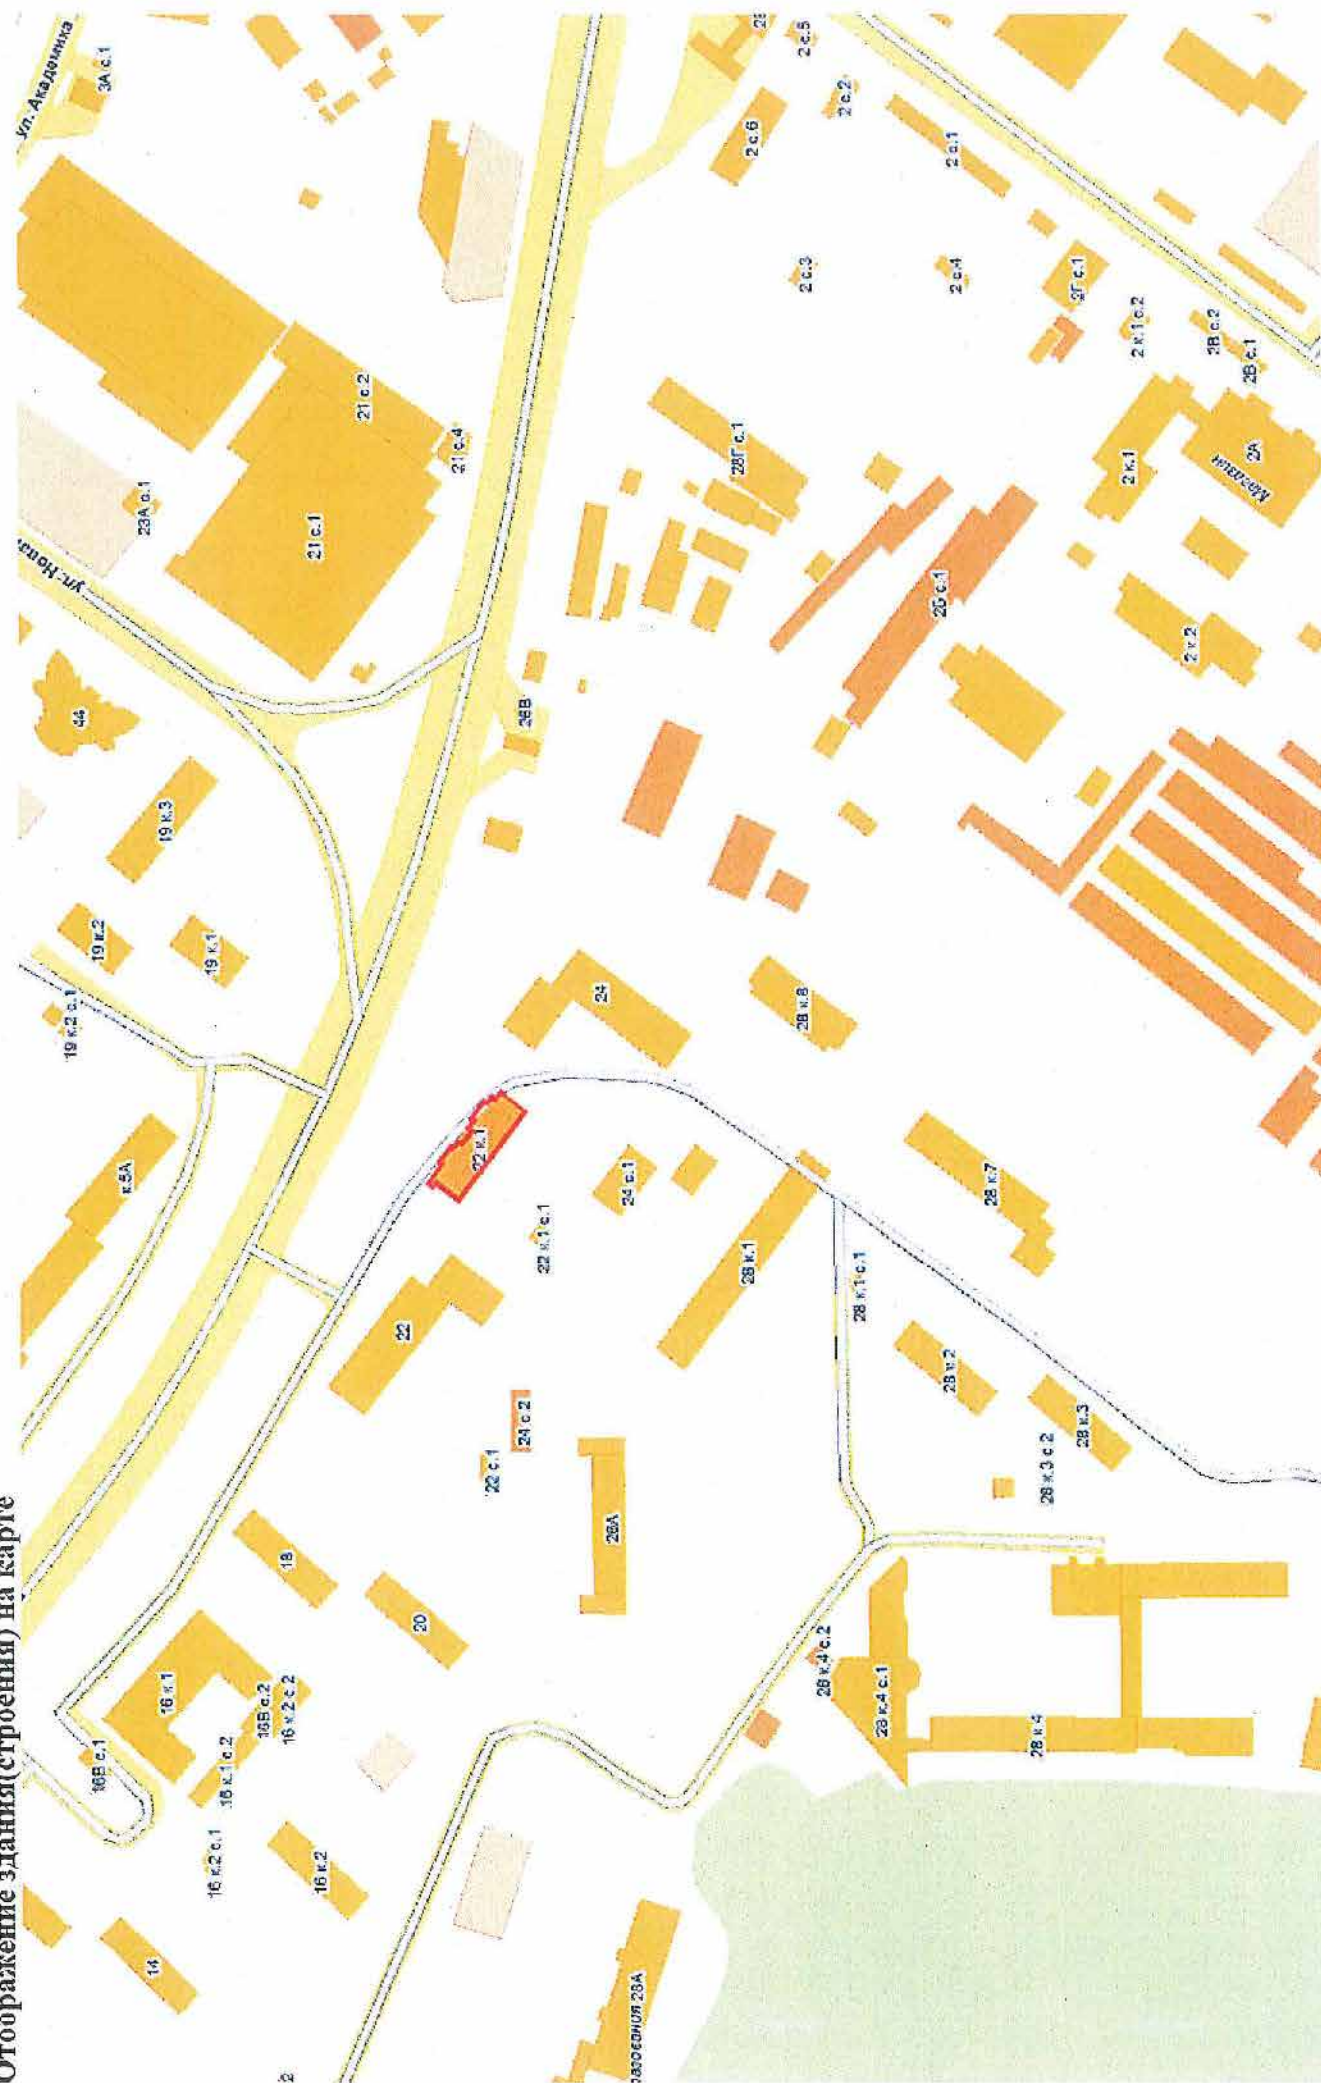 Отображение здания(строения) на карте
ул. Академика
3А с.1
2 с.5
2 с.2
2 с.6
2 с.1
2 с.3
2 с.4
2Г с.1
2 к.1 с.2
2В с.2
2В с.1
21 с.2
21 с.4
21 с.1
23А с.1
28Г с.1
2 к.1
2А
Магазин
2Б с.1
2 к.2
44
26В
19 к.3
19 к.2
19 к.1
19 к.2 с.1
24
28 к.8
к.5А
22 к.1
24 с.1
22 к.1 с.1
28 к.7
28 к.1
28 к.1 с.1
22
28 к.2
24 с.2
22 с.1
28 к.3
28 к.3 с.2
26А
18
20
16 к.1
16В с.2
16 к.2 с.2
16В с.1
16 к.1 с.2
28 к.4 с.2
28 к.4 с.1
28 к.4
16 к.2 с.1
16 к.2
14
28А